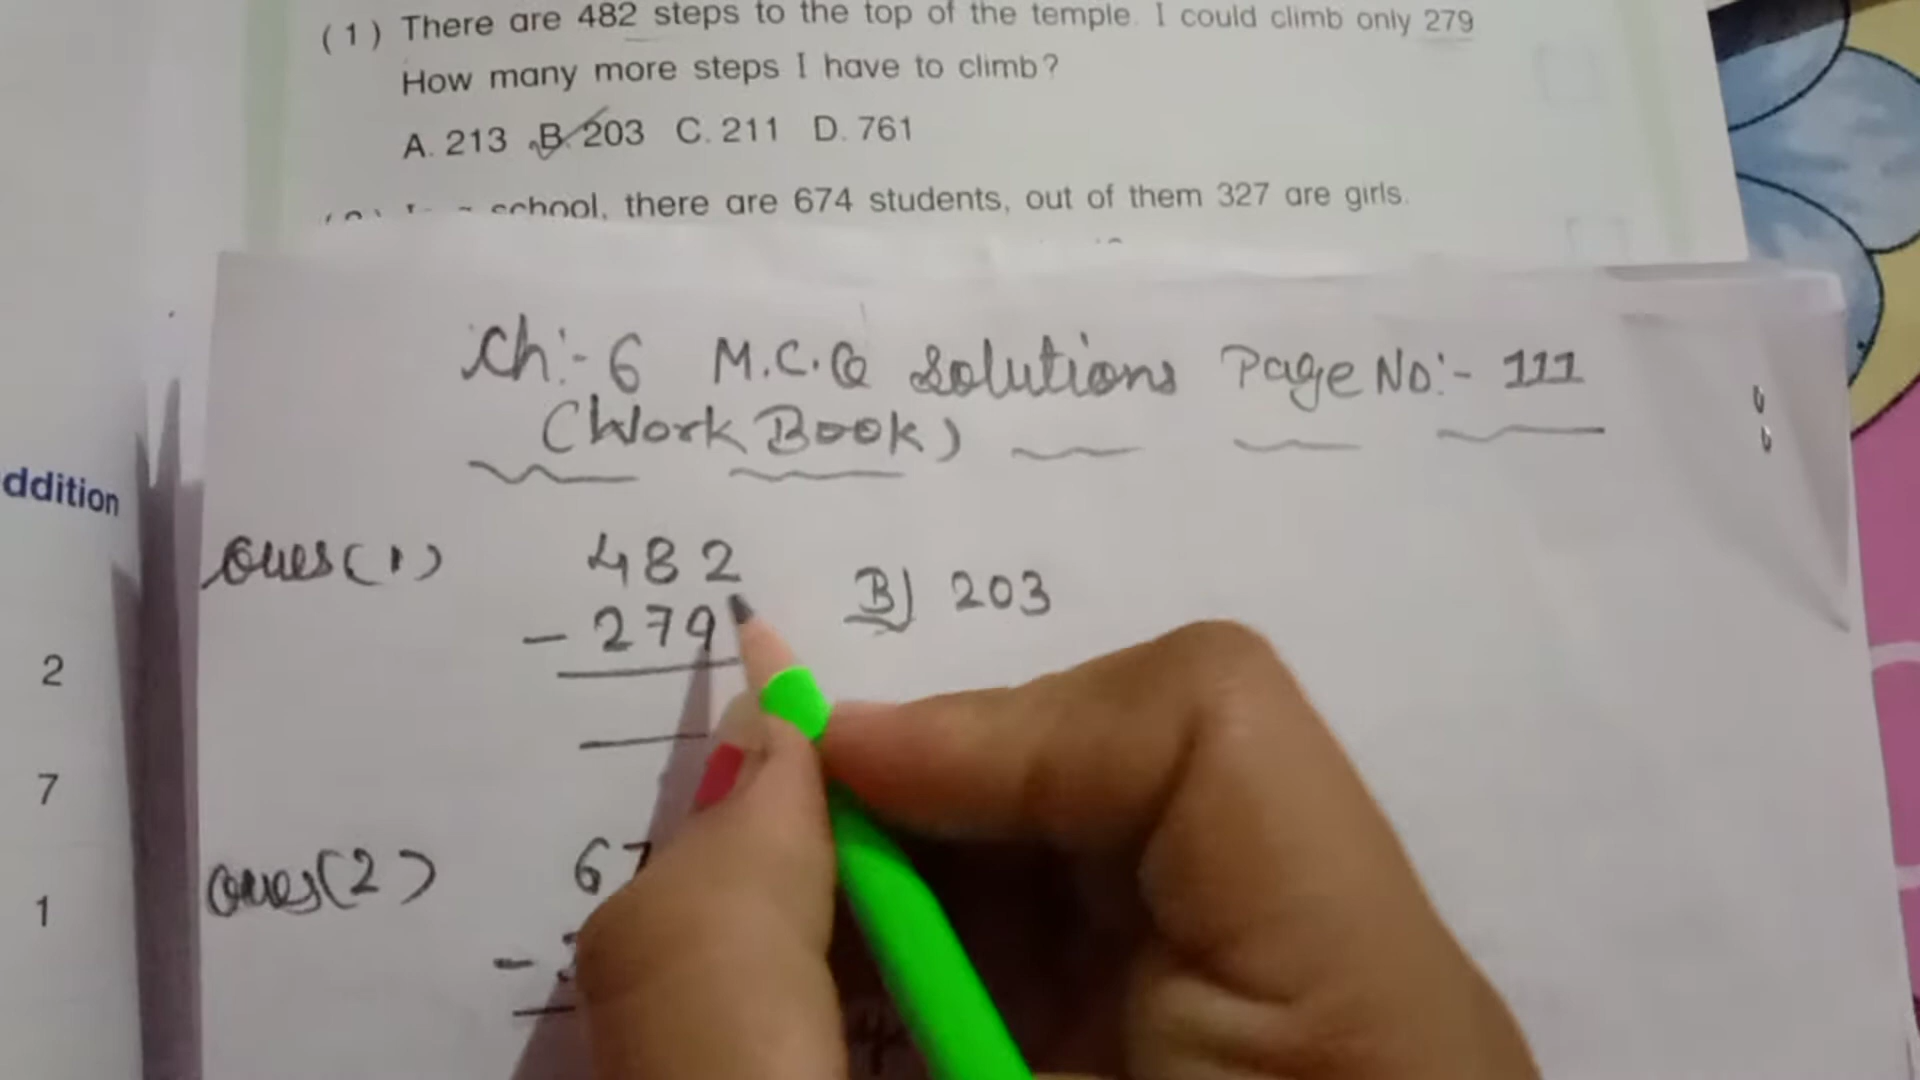 (1) There are 482 steps to the top of the temple. I could climb only 279
How many more steps I have to climb?
A. 213 B. 203 C. 211 D. 761
school, there are 674 students, out of them 327 are girls.
Ch:- 6 M.C.Q Solutions Page No:- 111
(Work Book)
ddition
Ques(1) 482 B) 203
- 279
2
7
Ques(2) 67
-
1